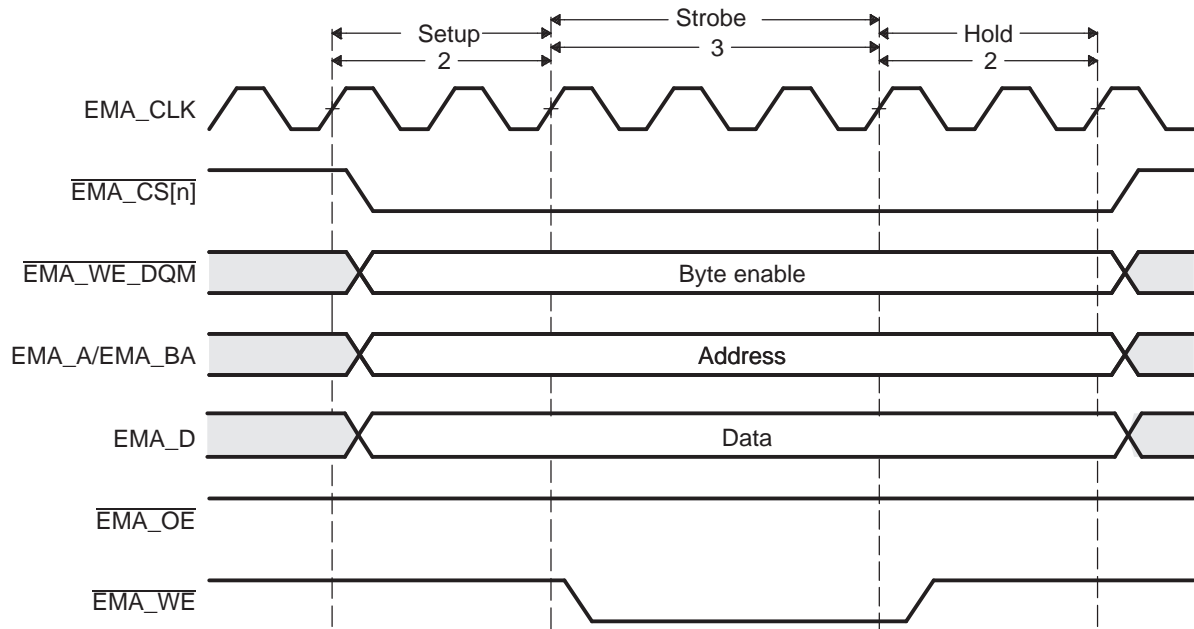 Setup
Strobe
Hold
2
3
2
EMA_CLK
EMA_CS[n]
EMA_WE_DQM
Byte enable
EMA_A/EMA_BA
Address
EMA_D
Data
EMA_OE
EMA_WE